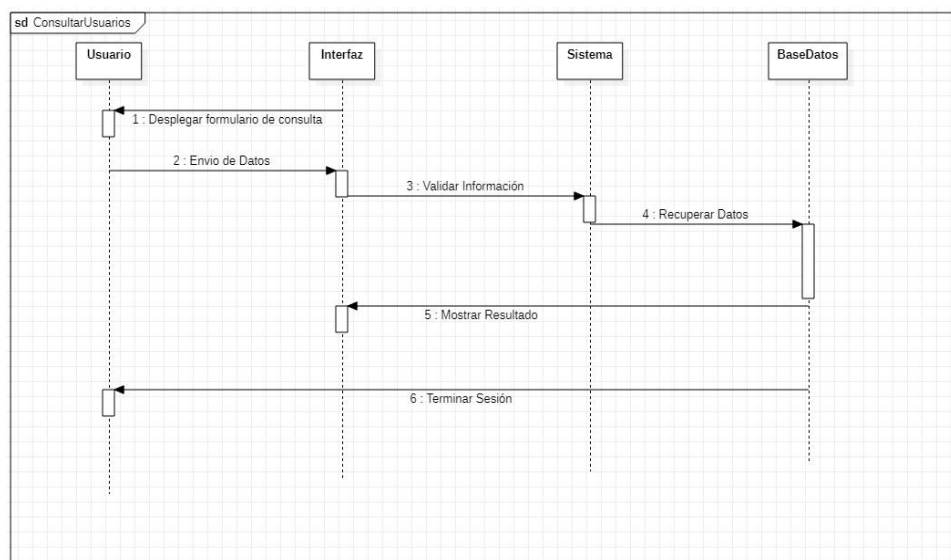 sd ConsultarUsuarios
Usuario
Interfaz
Sistema
BaseDatos
1 : Desplegar formulario de consulta
2 : Envio de Datos
3 : Validar Información
4 : Recuperar Datos
5 : Mostrar Resultado
6 : Terminar Sesión